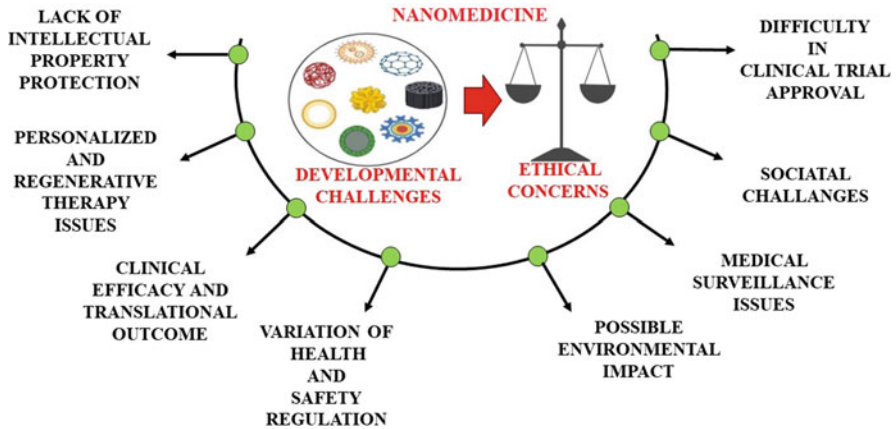 NANOMEDICINE
DEVELOPMENTAL
CHALLENGES
ETHICAL
CONCERNS
LACK OF
INTELLECTUAL
PROPERTY
PROTECTION
PERSONALIZED
AND
REGENERATIVE
THERAPY
ISSUES
CLINICAL
EFFICACY AND
TRANSLATIONAL
OUTCOME
VARIATION OF
HEALTH
AND
SAFETY
REGULATION
POSSIBLE
ENVIRONMENTAL
IMPACT
MEDICAL
SURVEILLANCE
ISSUES
SOCIATAL
CHALLANGES
DIFFICULTY
IN
CLINICAL TRIAL
APPROVAL